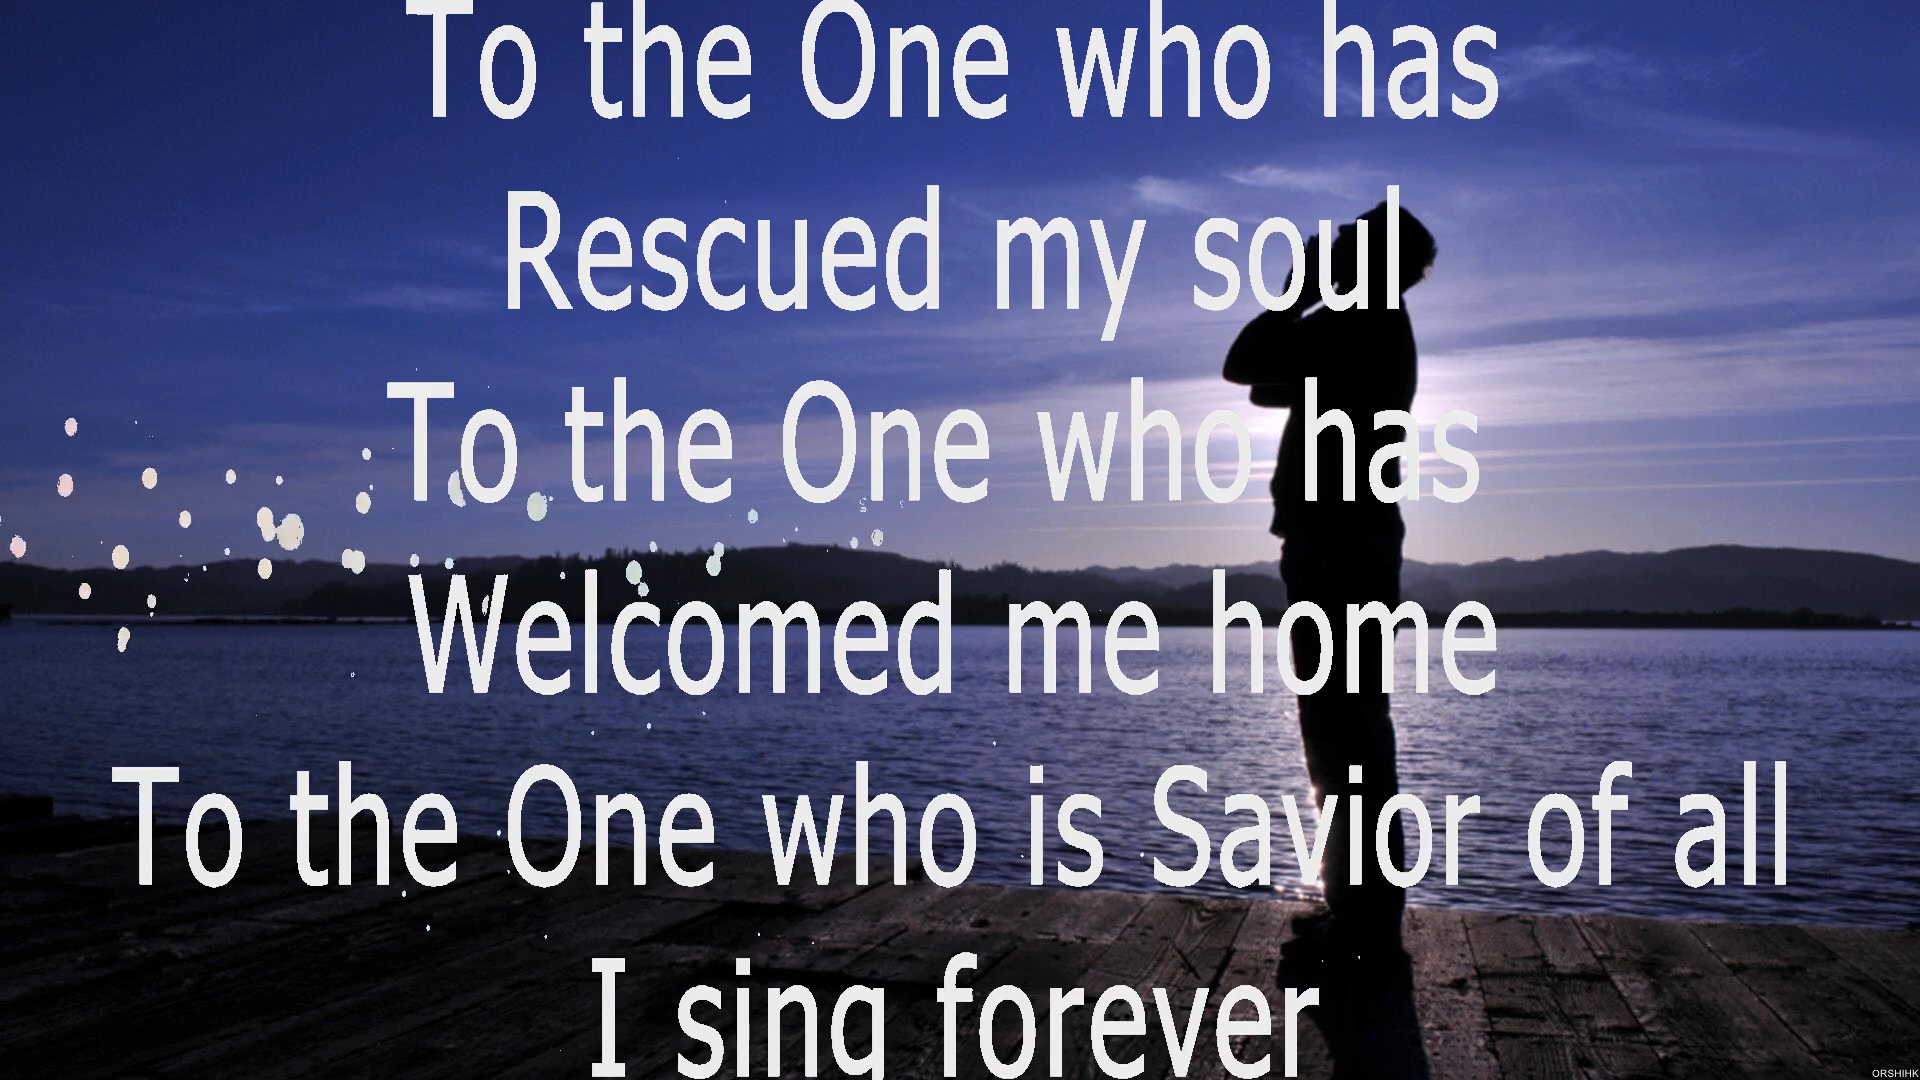 To the One who has
Rescued my soul
To the One who has
Welcomed me home
To the One who is Savior of all
I sing forever
ORSHIHK